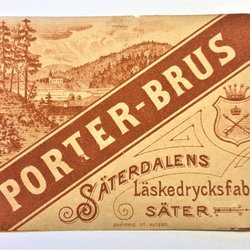 PORTER-BRUS
SÄTERDALENS
Läskedrycksfab
SÄTER.